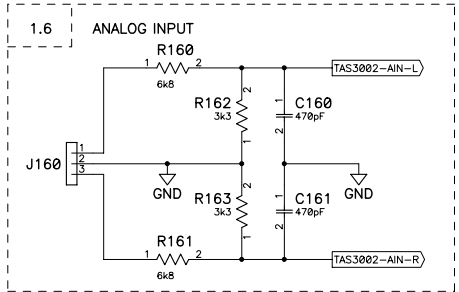 1.6 ANALOG INPUT
R160
1 2
6k8
TAS3002-AIN-L
2
R162
3k3
1
1
C160
470pF
2
J160
1
2
3
GND
GND
2
R163
3k3
1
1
C161
470pF
2
R161
1 2
6k8
TAS3002-AIN-R